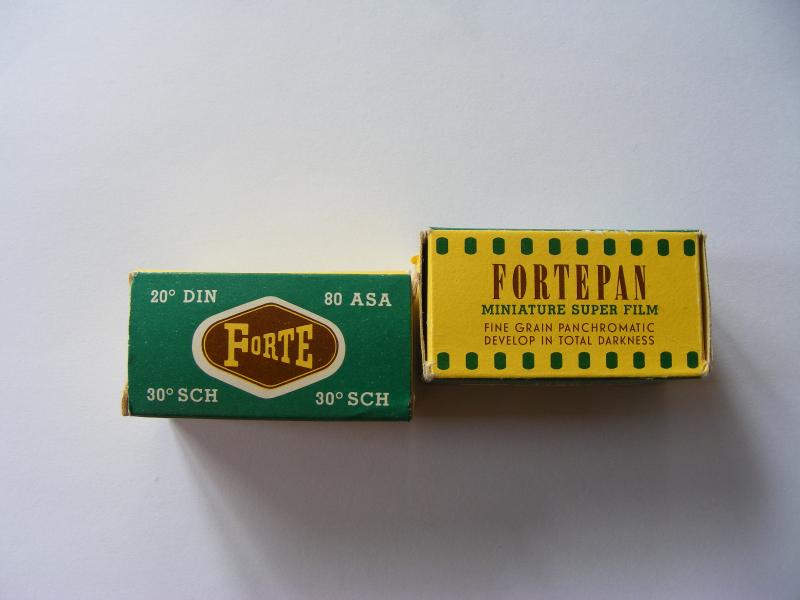 20° DIN 80 ASA
FORTE
30° SCH 30° SCH
FORTEPAN
MINIATURE SUPER FILM
FINE GRAIN PANCHROMATIC
DEVELOP IN TOTAL DARKNESS